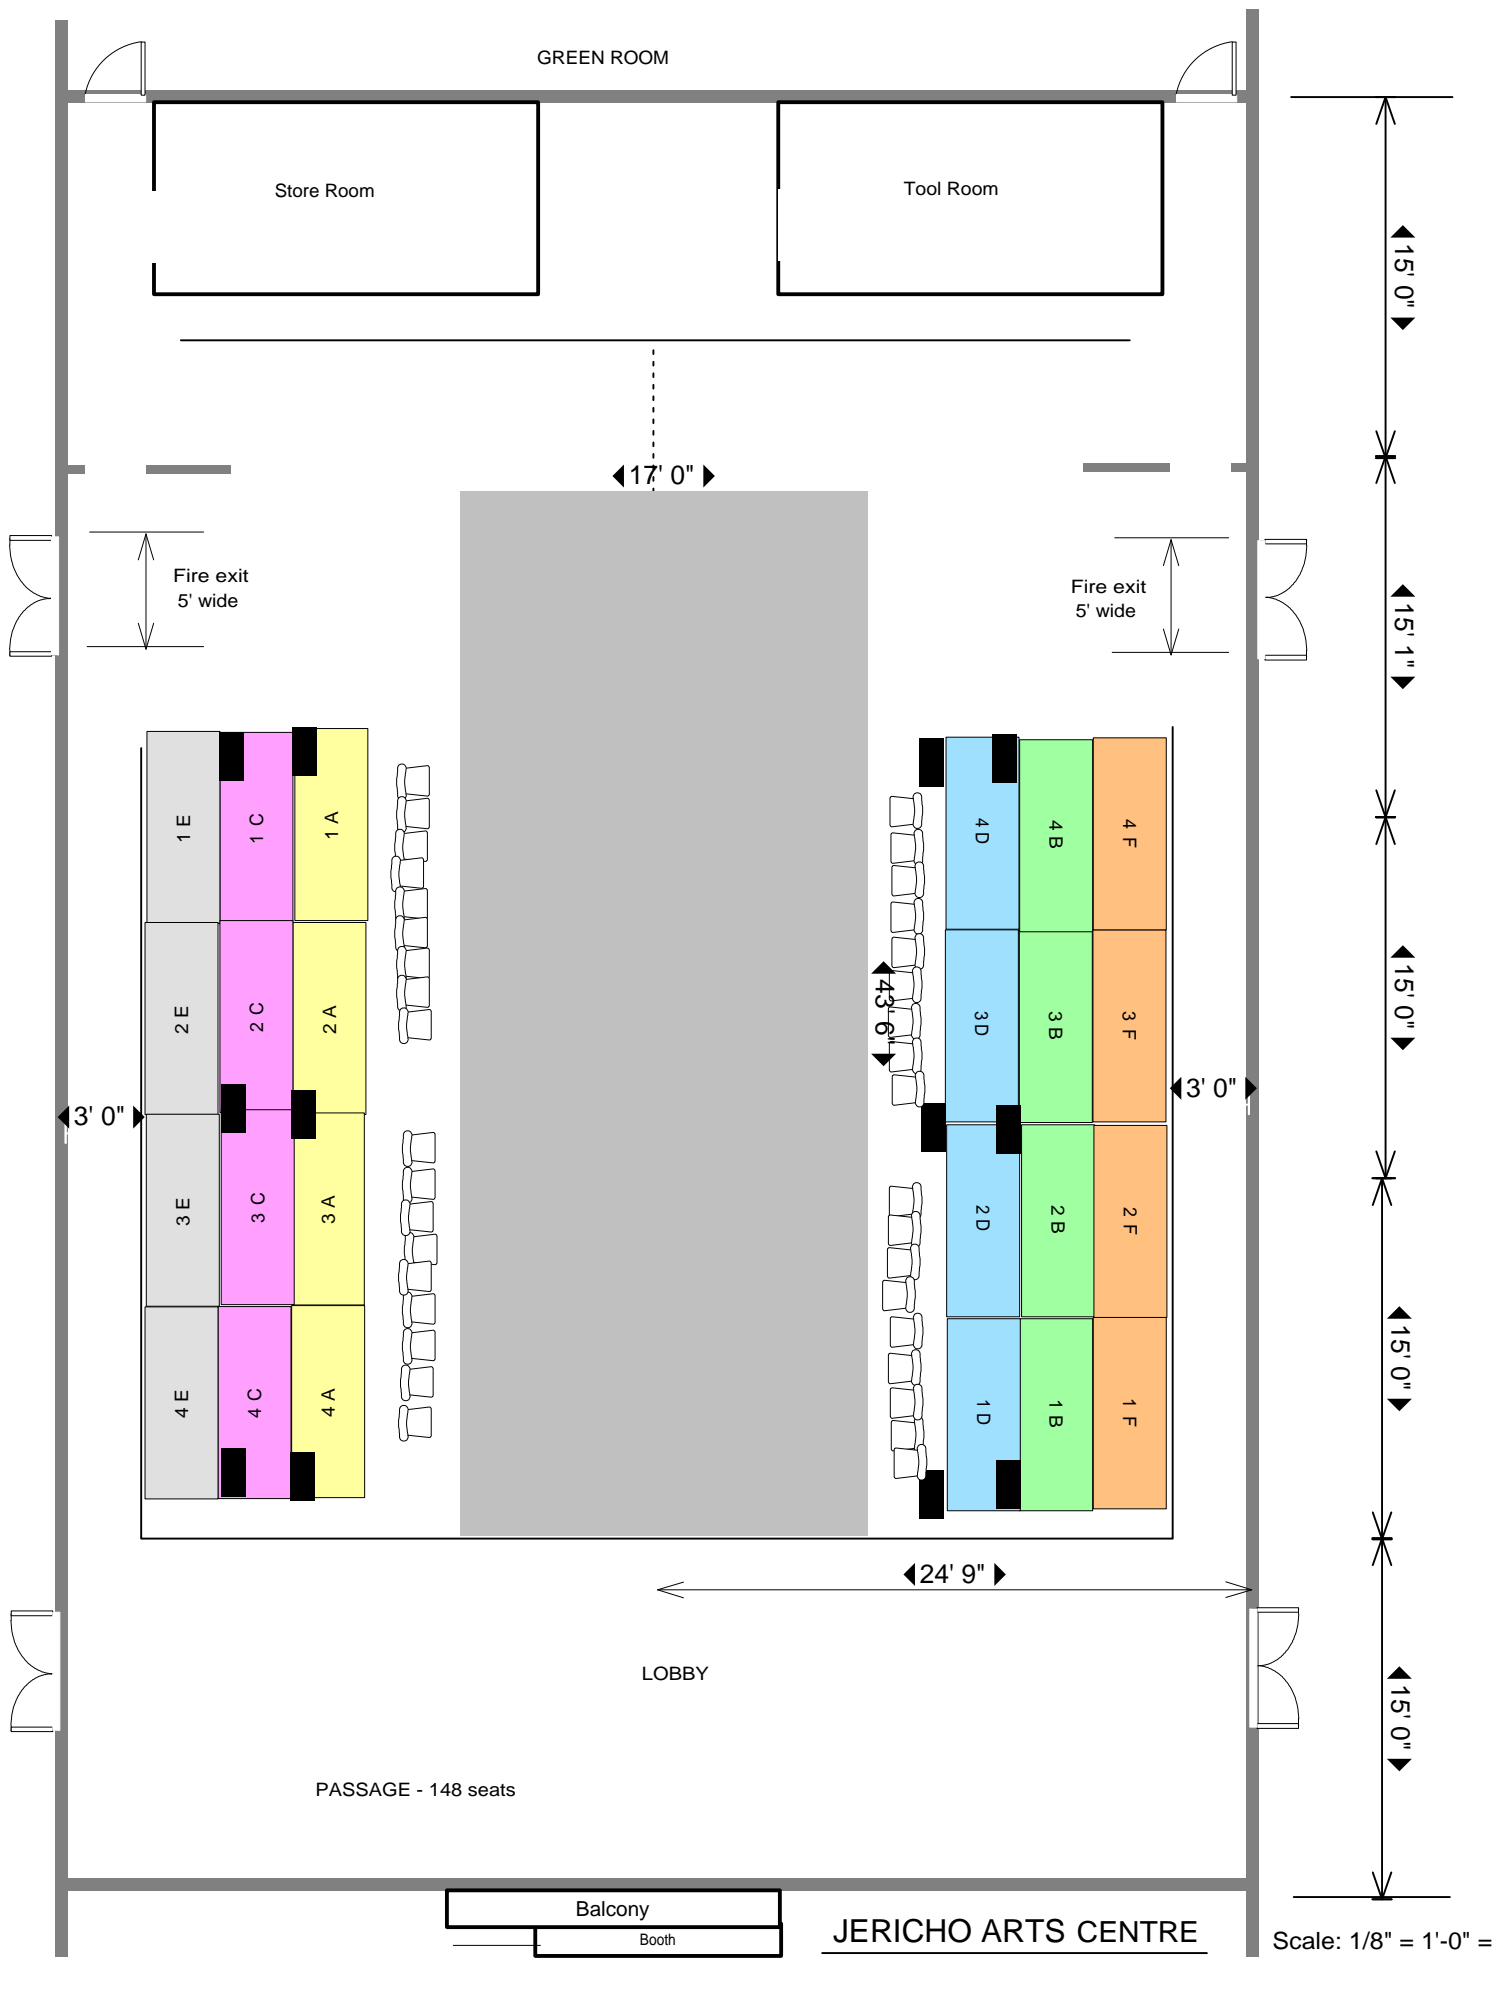 GREEN ROOM
Store Room
Tool Room
15' 0"
17' 0"
Fire exit
5' wide
Fire exit
5' wide
15' 1"
1 E
1 C
1 A
4 D
4 B
4 F
2 E
2 C
2 A
43' 6"
3 D
3 B
3 F
15' 0"
3' 0"
3' 0"
3 E
3 C
3 A
2 D
2 B
2 F
4 E
4 C
4 A
1 D
1 B
1 F
15' 0"
24' 9"
LOBBY
15' 0"
PASSAGE - 148 seats
Balcony
Booth
JERICHO ARTS CENTRE
Scale: 1/8" = 1'-0" =